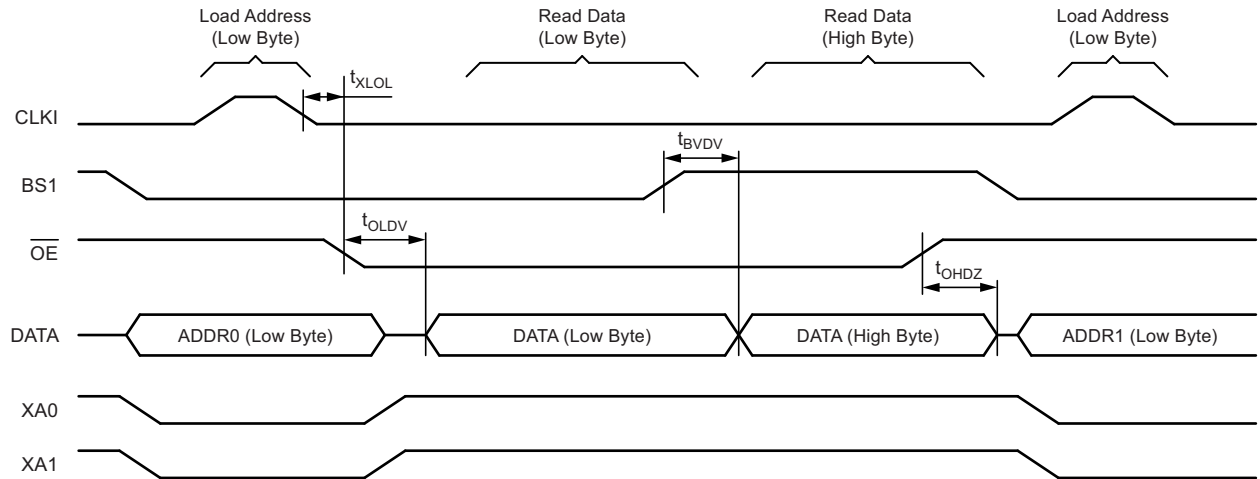 Load Address
(Low Byte)
Read Data
(Low Byte)
Read Data
(High Byte)
Load Address
(Low Byte)
tXLOL
CLKI
tBVDV
BS1
tOLDV
OE
tOHDZ
DATA
ADDR0 (Low Byte)
DATA (Low Byte)
DATA (High Byte)
ADDR1 (Low Byte)
XA0
XA1